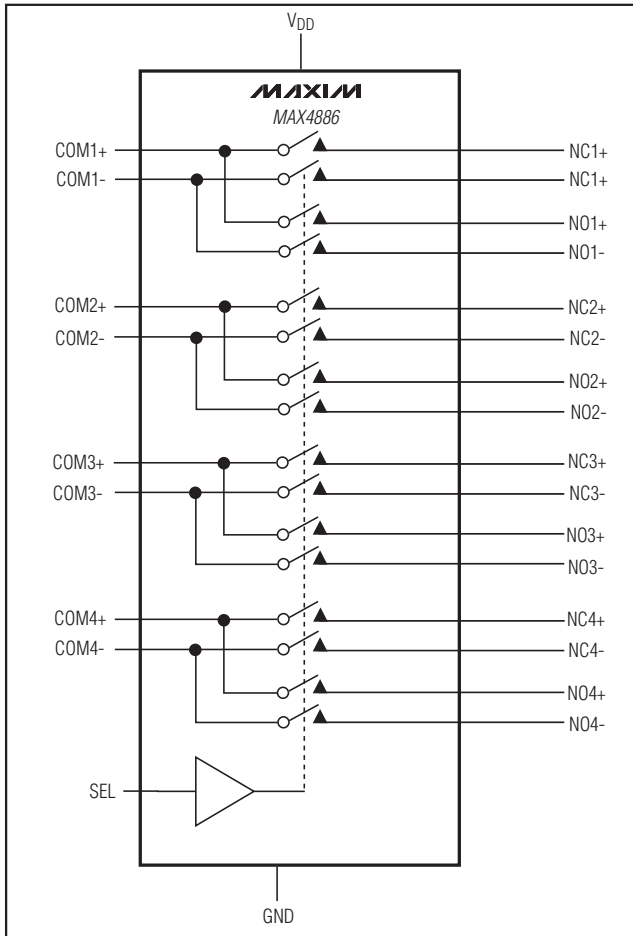 VDD
MAXIM
MAX4886
COM1+ NC1+
COM1- NC1+
NO1+
NO1-
COM2+ NC2+
COM2- NC2-
NO2+
NO2-
COM3+ NC3+
COM3- NC3-
NO3+
NO3-
COM4+ NC4+
COM4- NC4-
NO4+
NO4-
SEL
GND